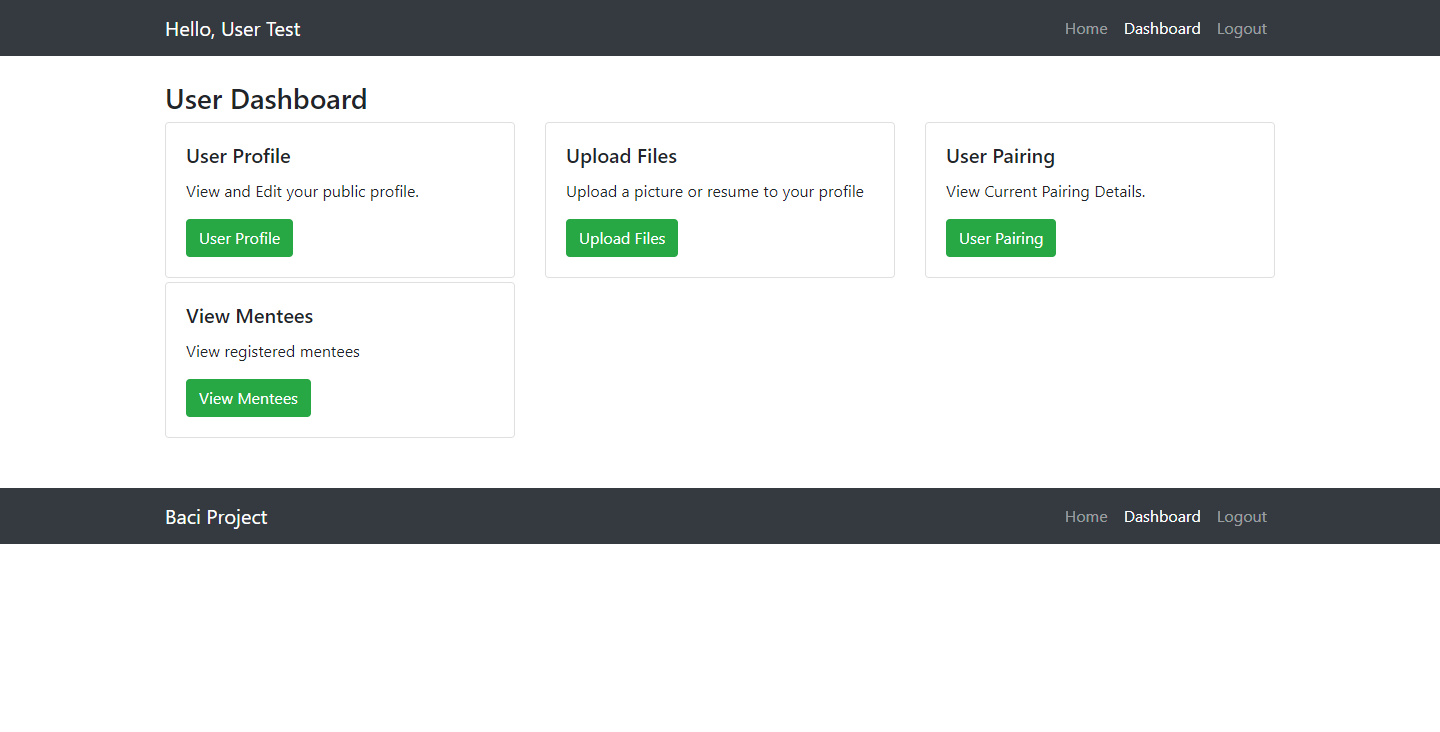 Hello, User Test
Home Dashboard Logout
User Dashboard
User Profile
View and Edit your public profile.
User Profile
Upload Files
Upload a picture or resume to your profile
Upload Files
User Pairing
View Current Pairing Details.
User Pairing
View Mentees
View registered mentees
View Mentees
Baci Project
Home Dashboard Logout